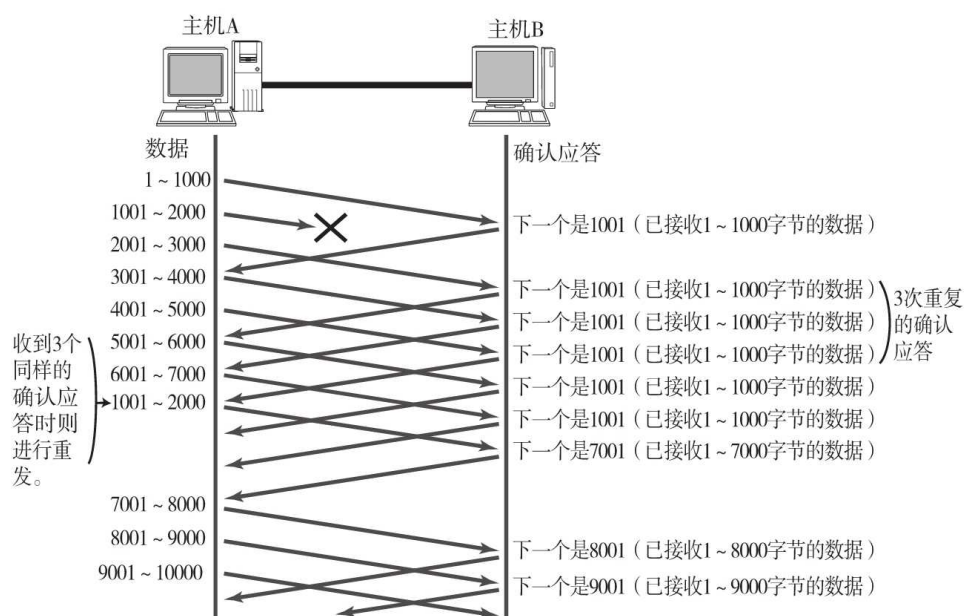 主机A
主机B
数据
确认应答
1~1000
1001~2000
2001~3000
3001~4000
4001~5000
5001~6000
6001~7000
1001~2000
7001~8000
8001~9000
9001~10000
收到3个
同样的
确认应
答时则
进行重
发。
下一个是1001（已接收1~1000字节的数据）
下一个是1001（已接收1~1000字节的数据）
下一个是1001（已接收1~1000字节的数据）
下一个是1001（已接收1~1000字节的数据）
下一个是1001（已接收1~1000字节的数据）
下一个是1001（已接收1~1000字节的数据）
下一个是7001（已接收1~7000字节的数据）
下一个是8001（已接收1~8000字节的数据）
下一个是9001（已接收1~9000字节的数据）
3次重复
的确认
应答